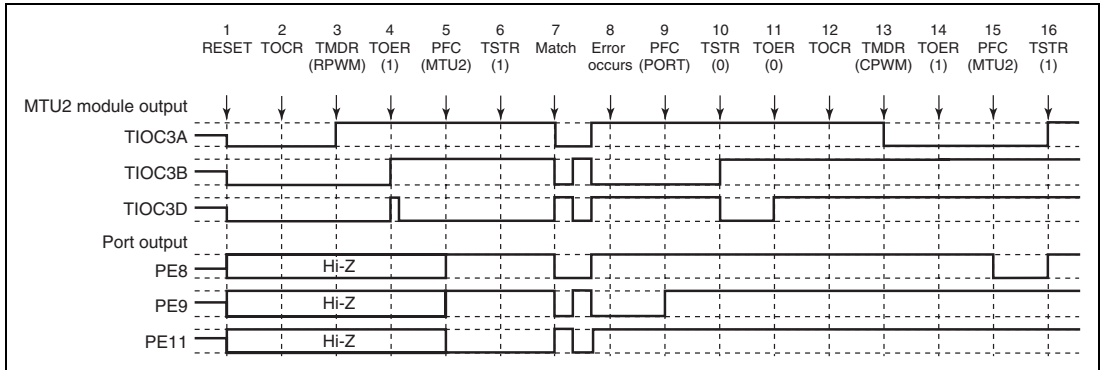 1 2 3 4 5 6 7 8 9 10 11 12 13 14 15 16
RESET TOCR TMDR TOER PFC TSTR Match Error PFC TSTR TOER TOCR TMDR TOER PFC TSTR
(RPWM) (1) (MTU2) (1) occurs (PORT) (0) (0) (CPWM) (1) (MTU2) (1)
MTU2 module output
TIOC3A
TIOC3B
TIOC3D
Port output
PE8 Hi-Z
PE9 Hi-Z
PE11 Hi-Z